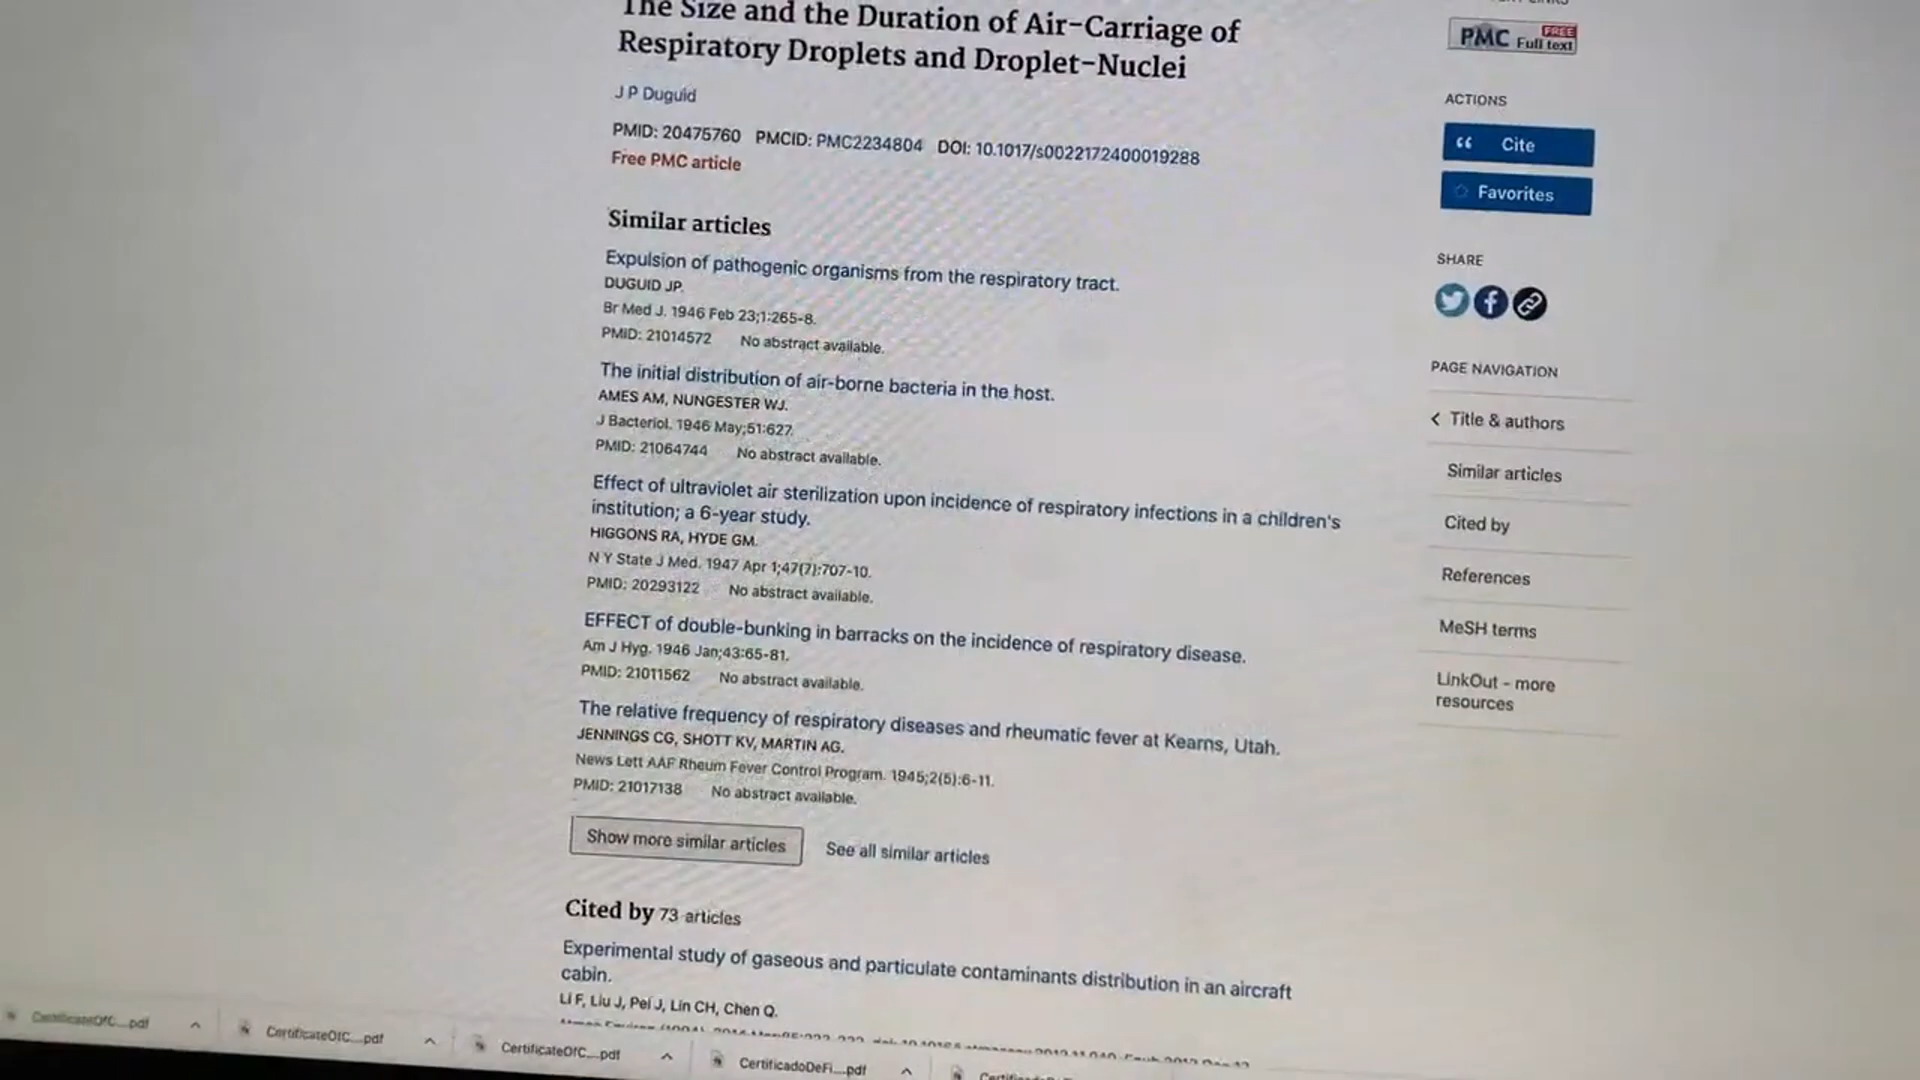 The Size and the Duration of Air-Carriage of
Respiratory Droplets and Droplet-Nuclei
J P Duguid
PMID: 20475760 PMCID: PMC2234804 DOI: 10.1017/s0022172400019288
Free PMC article
Similar articles
Expulsion of pathogenic organisms from the respiratory tract.
DUGUID JP.
Br Med J. 1946 Feb 23;1:265-8.
PMID: 21014572 No abstract available.
The initial distribution of air-borne bacteria in the host.
AMES AM, NUNGESTER WJ.
J Bacteriol. 1946 May;51:627.
PMID: 21064744 No abstract available.
Effect of ultraviolet air sterilization upon incidence of respiratory infections in a children's
institution; a 6-year study.
HIGGONS RA, HYDE GM.
N Y State J Med. 1947 Apr 1;47(7):707-10.
PMID: 20293122 No abstract available.
EFFECT of double-bunking in barracks on the incidence of respiratory disease.
Am J Hyg. 1946 Jan;43:65-81.
PMID: 21011562 No abstract available.
The relative frequency of respiratory diseases and rheumatic fever at Kearns, Utah.
JENNINGS CG, SHOTT KV, MARTIN AG.
News Lett AAF Rheum Fever Control Program. 1945;2(5):6-11.
PMID: 21017138 No abstract available.
Show more similar articles See all similar articles
Cited by 73 articles
Experimental study of gaseous and particulate contaminants distribution in an aircraft
cabin.
Li F, Liu J, Pei J, Lin CH, Chen Q.
PMC FREE Full text
ACTIONS
Cite
Favorites
SHARE
PAGE NAVIGATION
Title & authors
Similar articles
Cited by
References
MeSH terms
LinkOut - more
resources
CertificateOfC....pdf
CertificateOfC....pdf
CertificateOfC....pdf
CertificadoDeFi....pdf